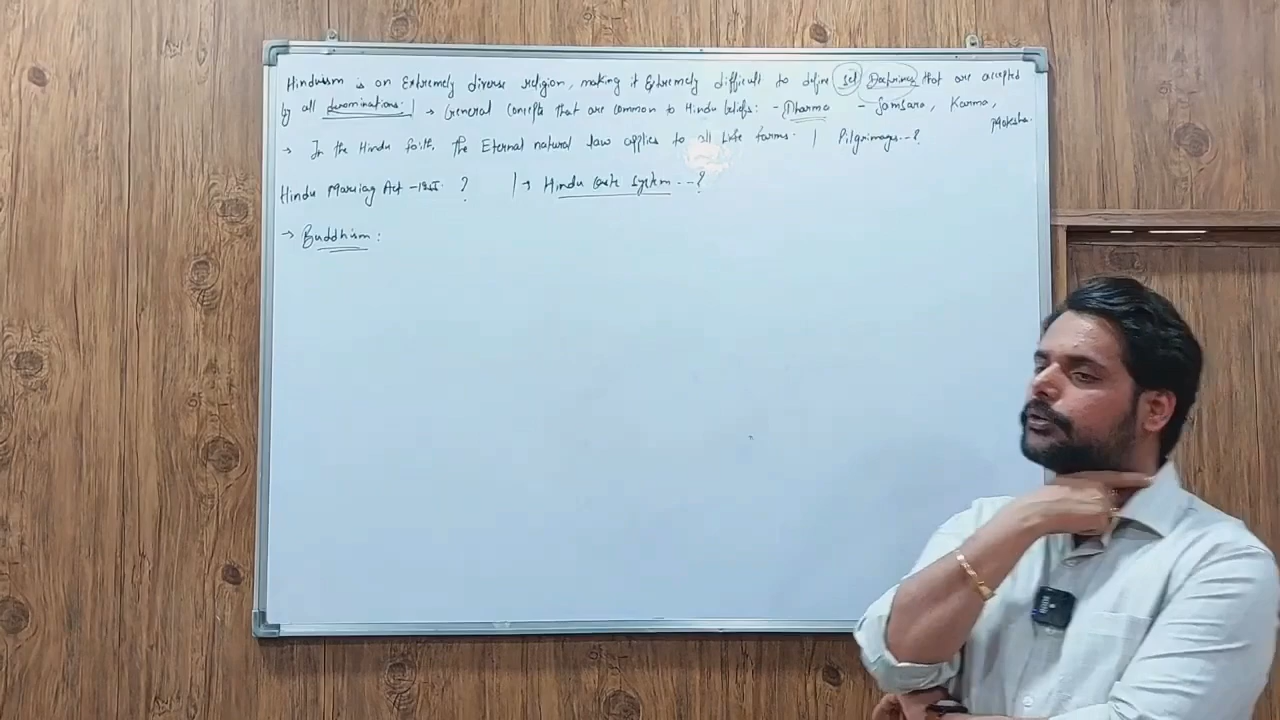 Hinduism is an Extremely diverse religion, making it Extremely difficult to define set Doctrines that are accepted
by all denominations. | → General concepts that are common to Hindu beliefs: - Dharma - Samsara, Karma, Moksha.
→ In the Hindu faith, the Eternal natural law applies to all Life forms. | Pilgrimages..?
Hindu Marriag Act - ? | → Hindu Caste System -- ?
→ Buddhism :